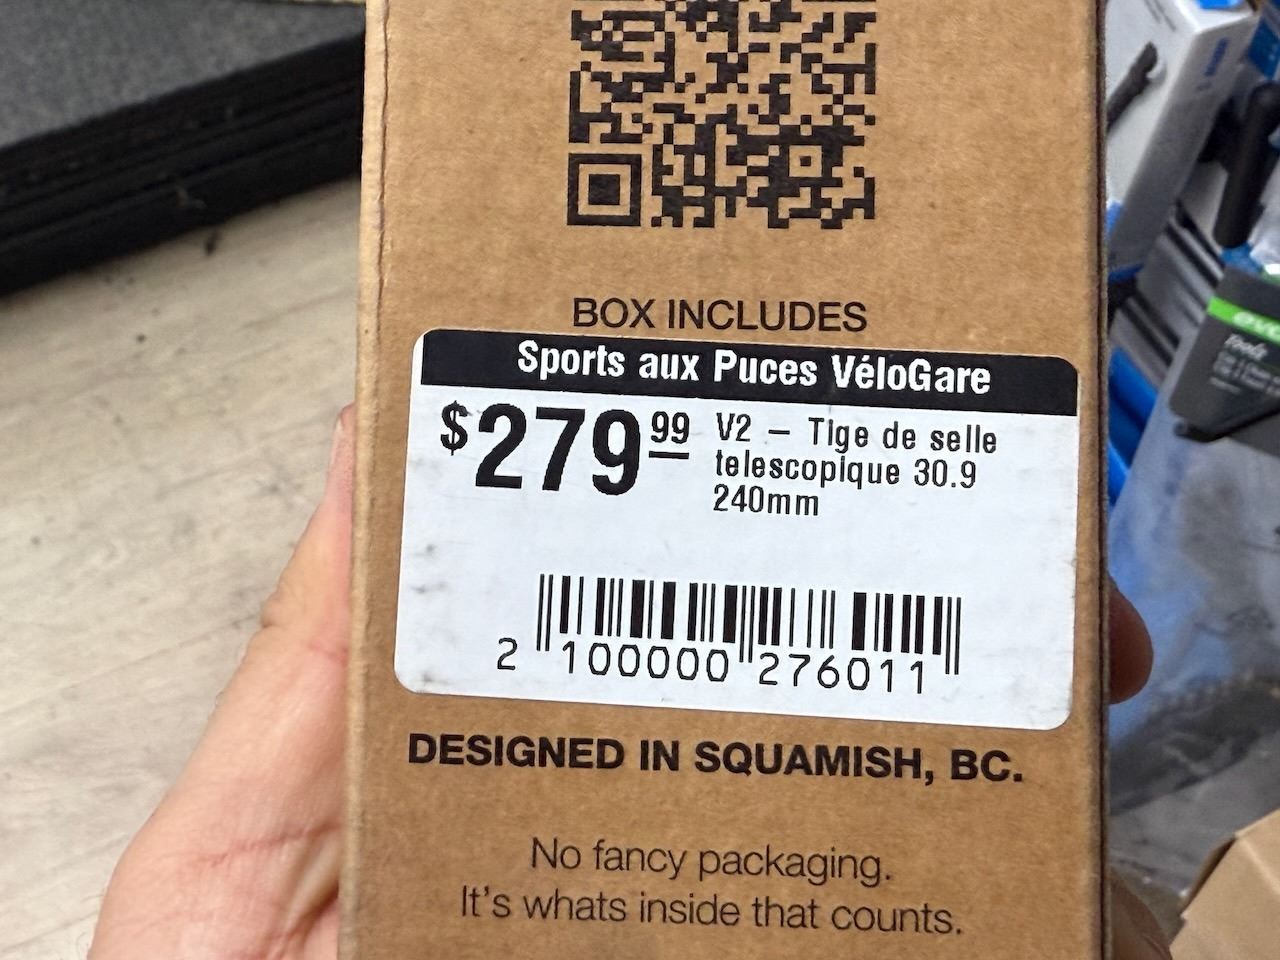 BOX INCLUDES
Sports aux Puces VéloGare
$279.99
V2 – Tige de selle
telescopique 30.9
240mm
2 100000 276011
DESIGNED IN SQUAMISH, BC.
No fancy packaging.
It's whats inside that counts.
Tools